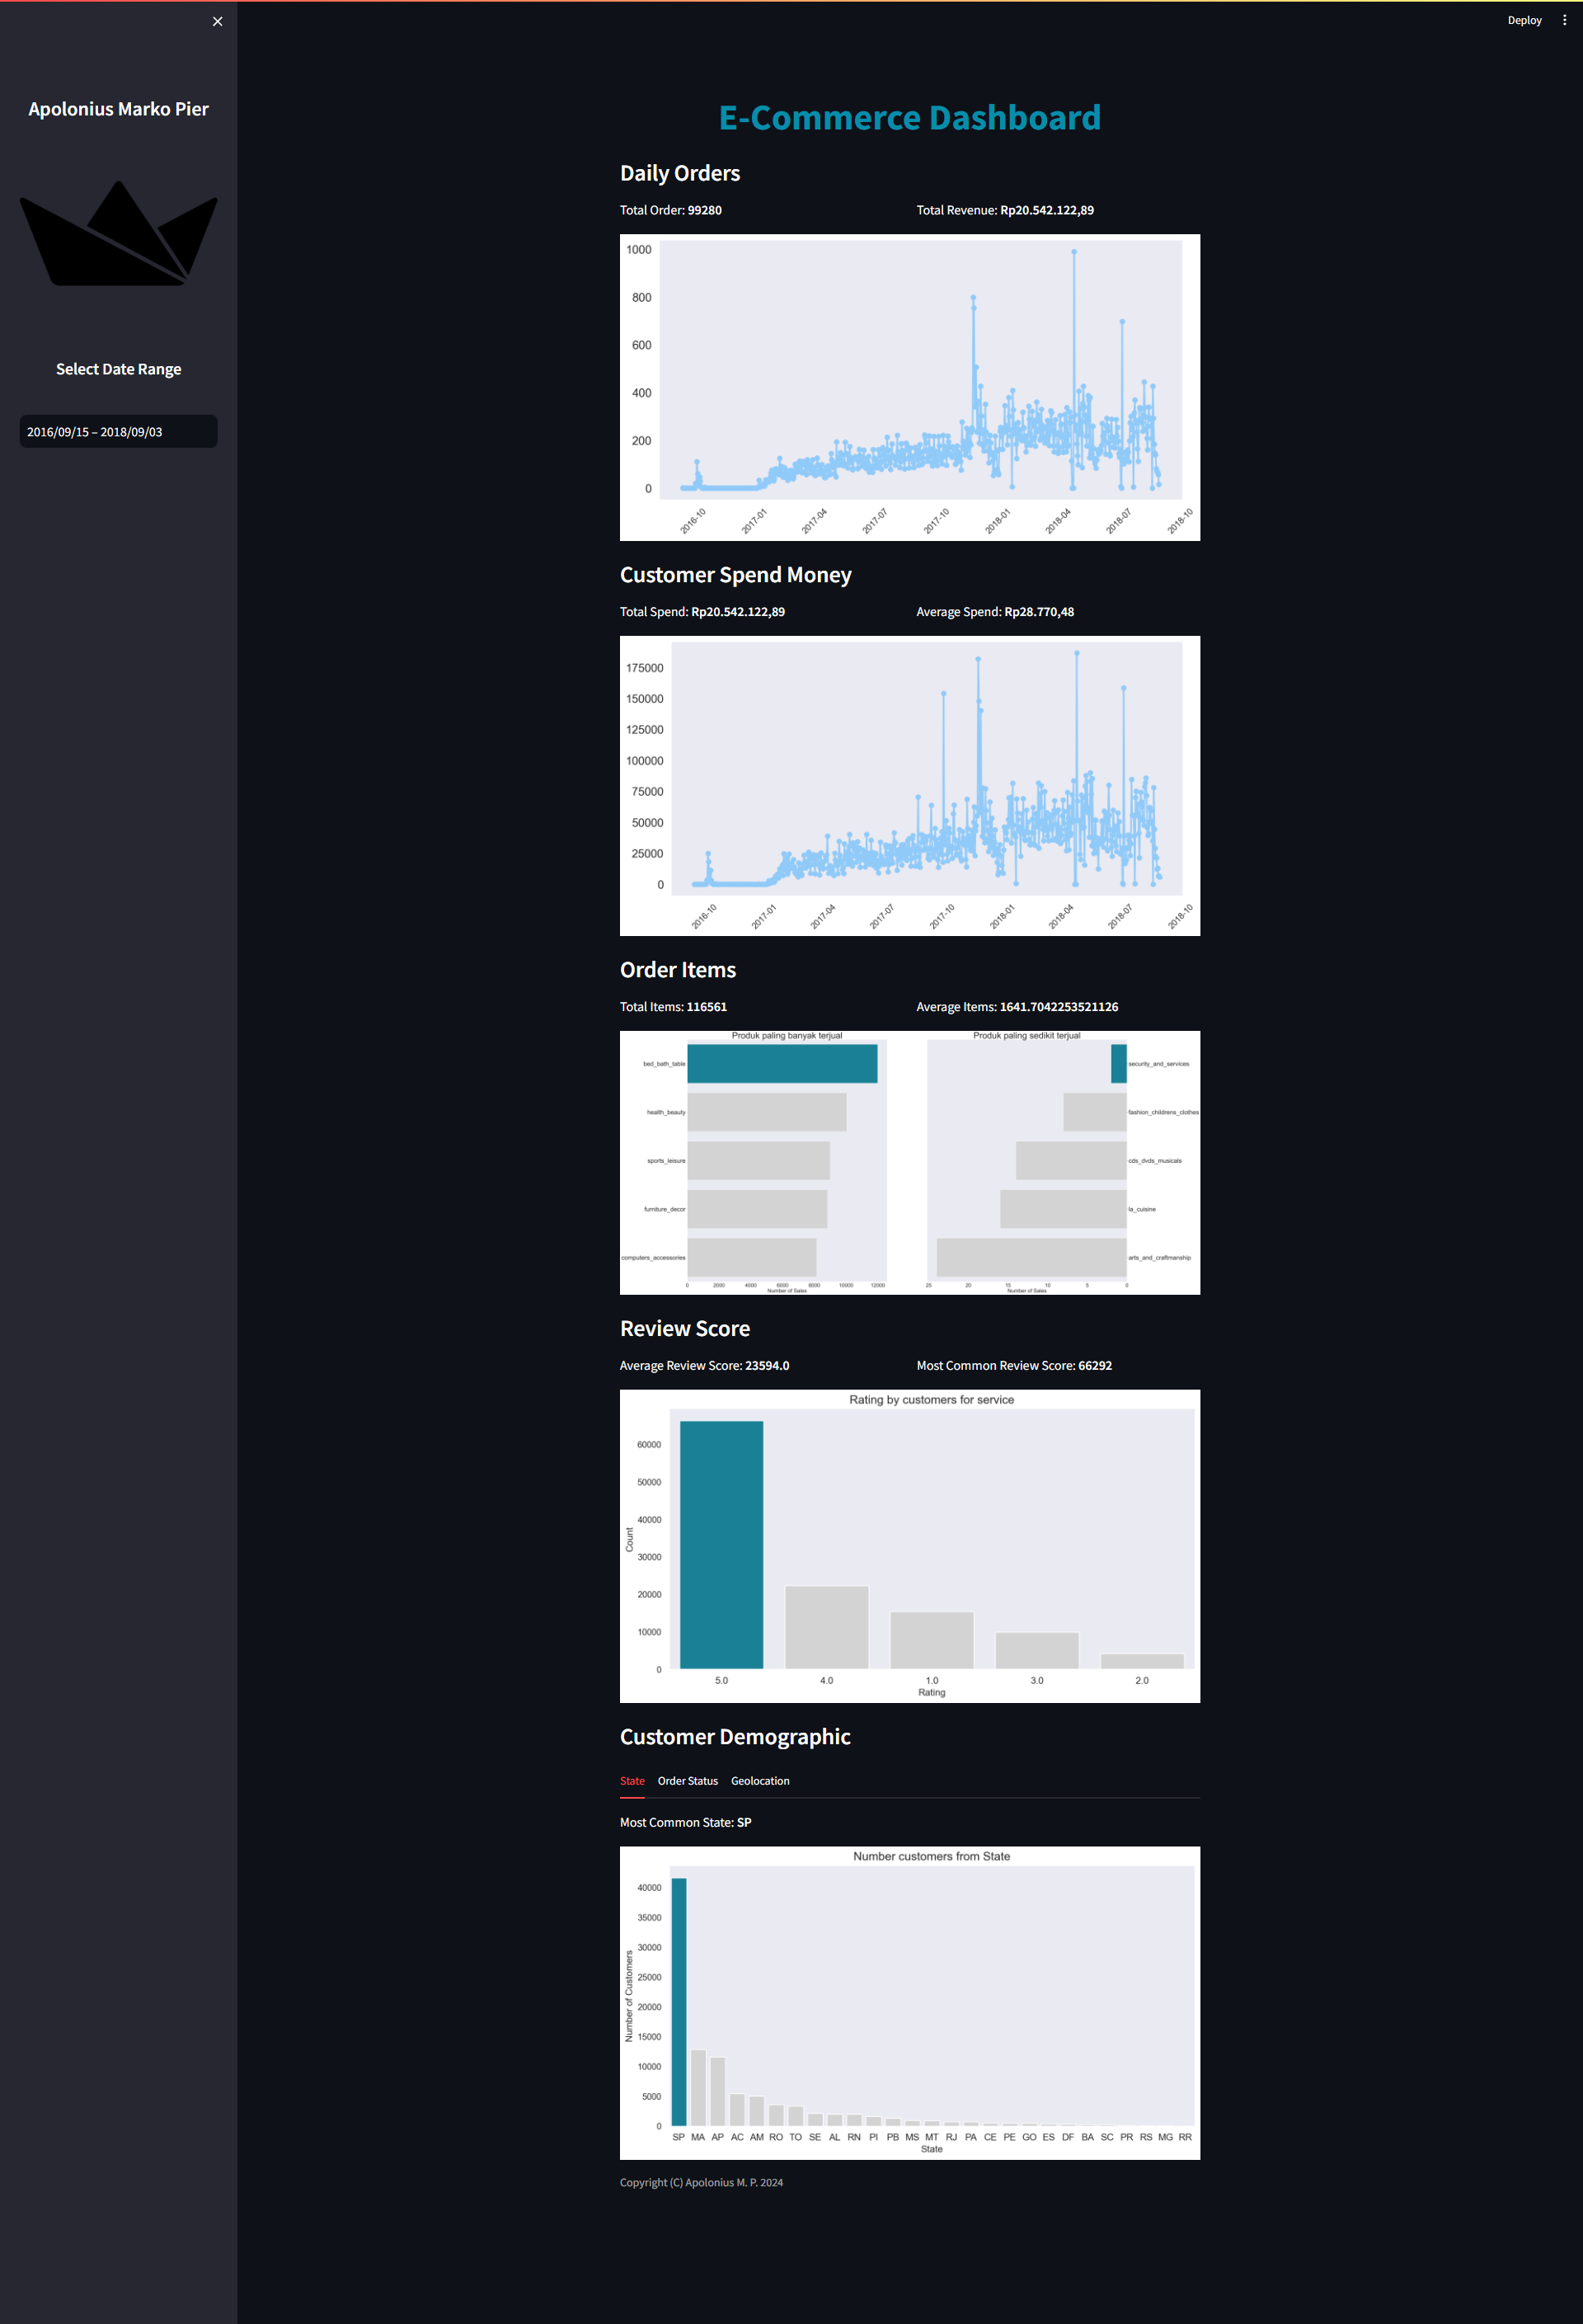 Deploy
Apolonius Marko Pier
Select Date Range
2016/09/15 – 2018/09/03
E-Commerce Dashboard
Daily Orders
Total Order: 99280
Total Revenue: Rp20.542.122,89
1000
800
600
400
200
0
2016-10
2017-01
2017-04
2017-07
2017-10
2018-01
2018-04
2018-07
2018-10
Customer Spend Money
Total Spend: Rp20.542.122,89
Average Spend: Rp28.770,48
175000
150000
125000
100000
75000
50000
25000
0
2016-10
2017-01
2017-04
2017-07
2017-10
2018-01
2018-04
2018-07
2018-10
Order Items
Total Items: 116561
Average Items: 1641.7042253521126
Produk paling banyak terjual
bed_bath_table
health_beauty
sports_leisure
furniture_decor
computers_accessories
0 2000 4000 6000 8000 10000 12000
Number of Sales
Produk paling sedikit terjual
security_and_services
fashion_childrens_clothes
cds_dvds_musicals
la_cuisine
arts_and_craftmanship
25 20 15 10 5 0
Number of Sales
Review Score
Average Review Score: 23594.0
Most Common Review Score: 66292
Rating by customers for service
60000
50000
40000
30000
20000
10000
0
Count
5.0 4.0 1.0 3.0 2.0
Rating
Customer Demographic
State Order Status Geolocation
Most Common State: SP
Number customers from State
40000
35000
30000
25000
20000
15000
10000
5000
0
Number of Customers
SP MA AP AC AM RO TO SE AL RN PI PB MS MT RJ PA CE PE GO ES DF BA SC PR RS MG RR
State
Copyright (C) Apolonius M. P. 2024